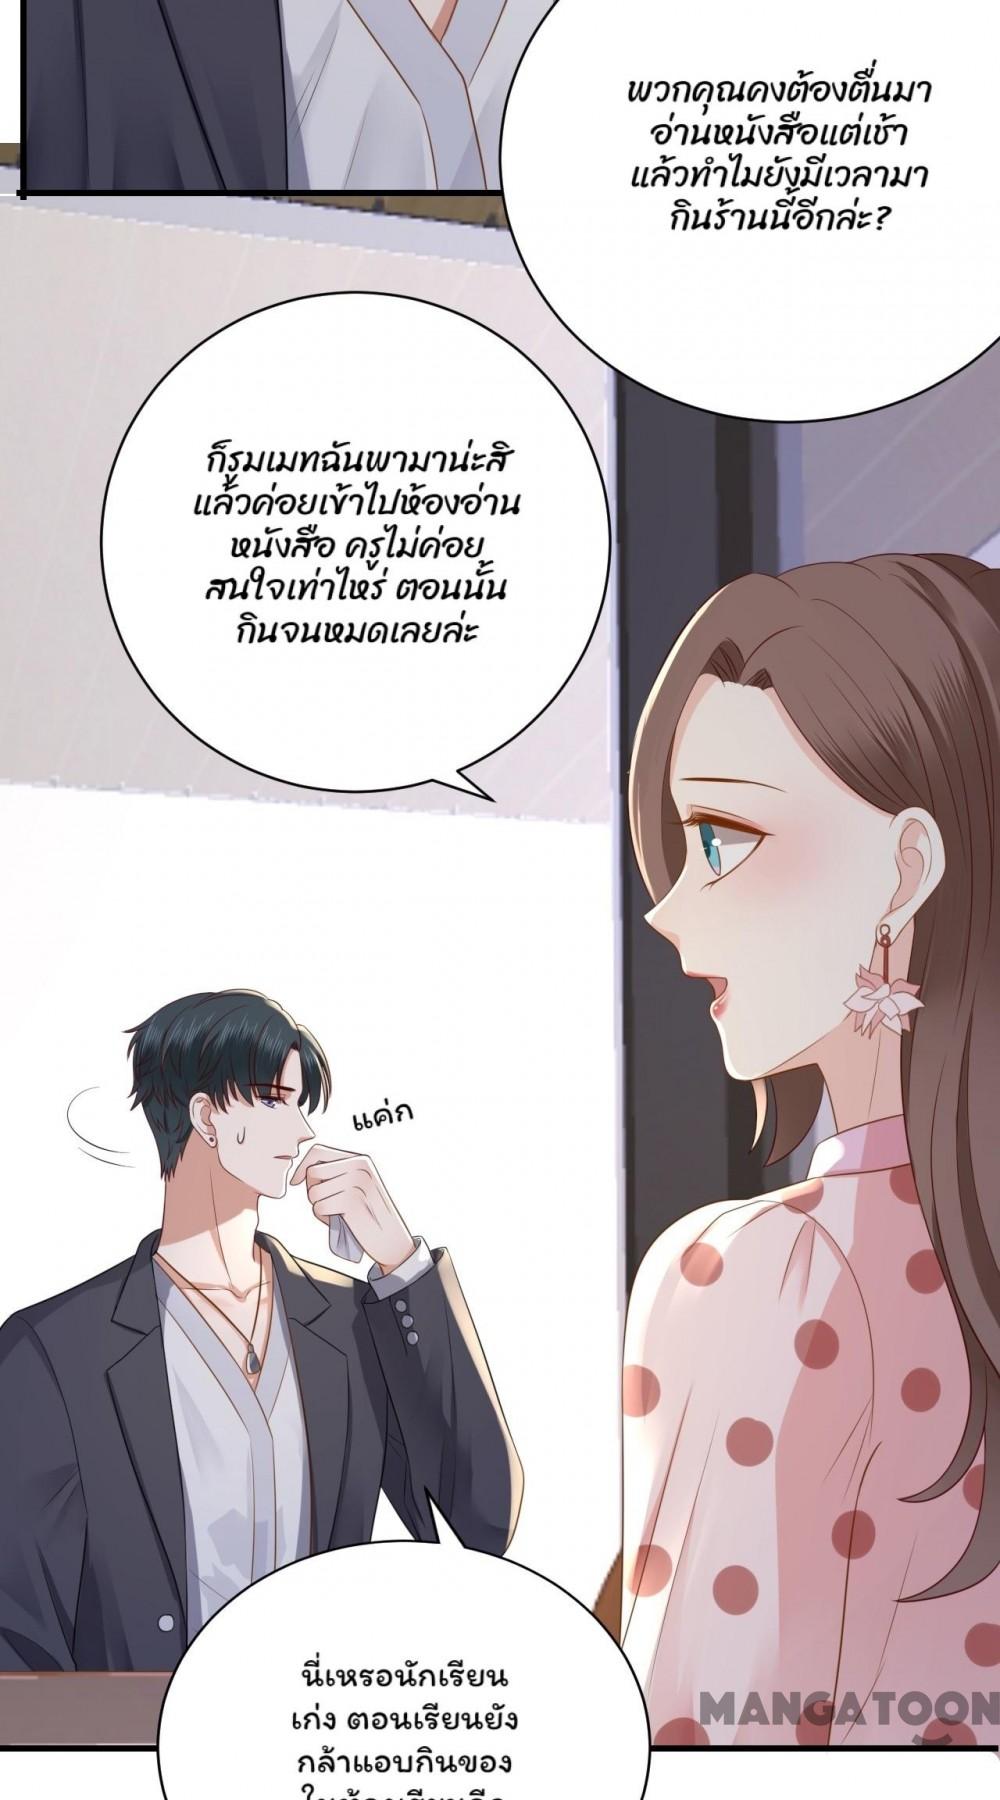 พวกคุณคงต้องตื่นมา
อ่านหนังสือแต่เช้า
แล้วทำไมยังมีเวลามา
กินร้านนี้อีกล่ะ?
ก็รูมเมทฉันพามาน่ะสิ
แล้วค่อยเข้าไปห้องอ่าน
หนังสือ ครูไม่ค่อย
สนใจเท่าไหร่ ตอนนั้น
กินจนหมดเลยล่ะ
แค่ก
นี่เหรอนักเรียน
เก่ง ตอนเรียนยัง
กล้าแอบกินของ
MANGATOON